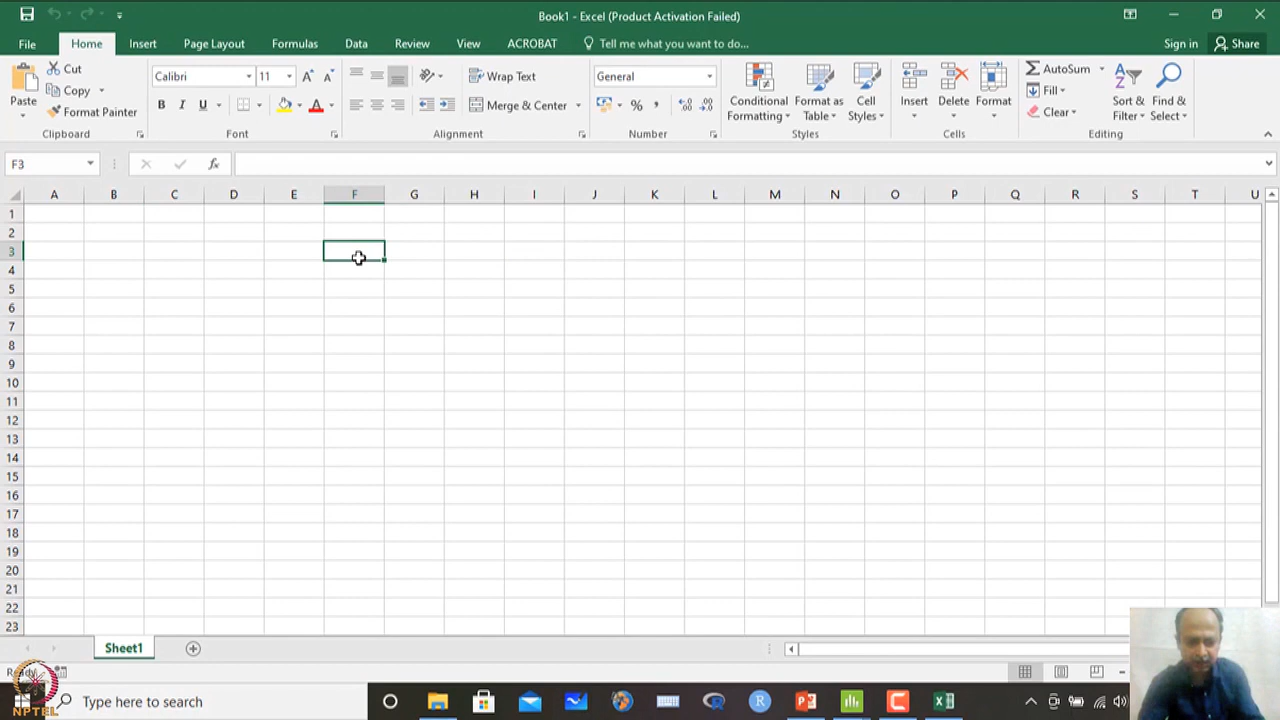 Book1 - Excel (Product Activation Failed)
File Home Insert Page Layout Formulas Data Review View ACROBAT Tell me what you want to do... Sign in Share
Paste
Cut
Copy
Format Painter
Clipboard
Calibri 11
B I U A
Font
Wrap Text
Merge & Center
Alignment
General
% ,
Number
Conditional Formatting
Format as Table
Cell Styles
Styles
Insert
Delete
Format
Cells
AutoSum
Fill
Clear
Sort & Filter
Find & Select
Editing
F3 fx
A B C D E F G H I J K L M N O P Q R S T U
1
2
3
4
5
6
7
8
9
10
11
12
13
14
15
16
17
18
19
20
21
22
23
Sheet1
NPTEL
Type here to search